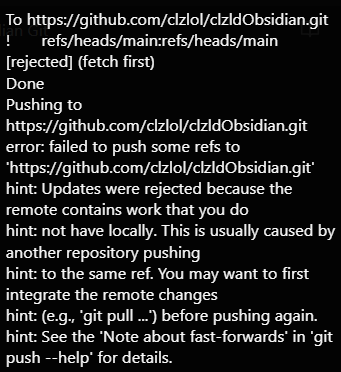 To https://github.com/clzlol/clzldObsidian.git
! refs/heads/main:refs/heads/main
[rejected] (fetch first)
Done
Pushing to
https://github.com/clzlol/clzldObsidian.git
error: failed to push some refs to
'https://github.com/clzlol/clzldObsidian.git'
hint: Updates were rejected because the
remote contains work that you do
hint: not have locally. This is usually caused by
another repository pushing
hint: to the same ref. You may want to first
integrate the remote changes
hint: (e.g., 'git pull ...') before pushing again.
hint: See the 'Note about fast-forwards' in 'git
push --help' for details.